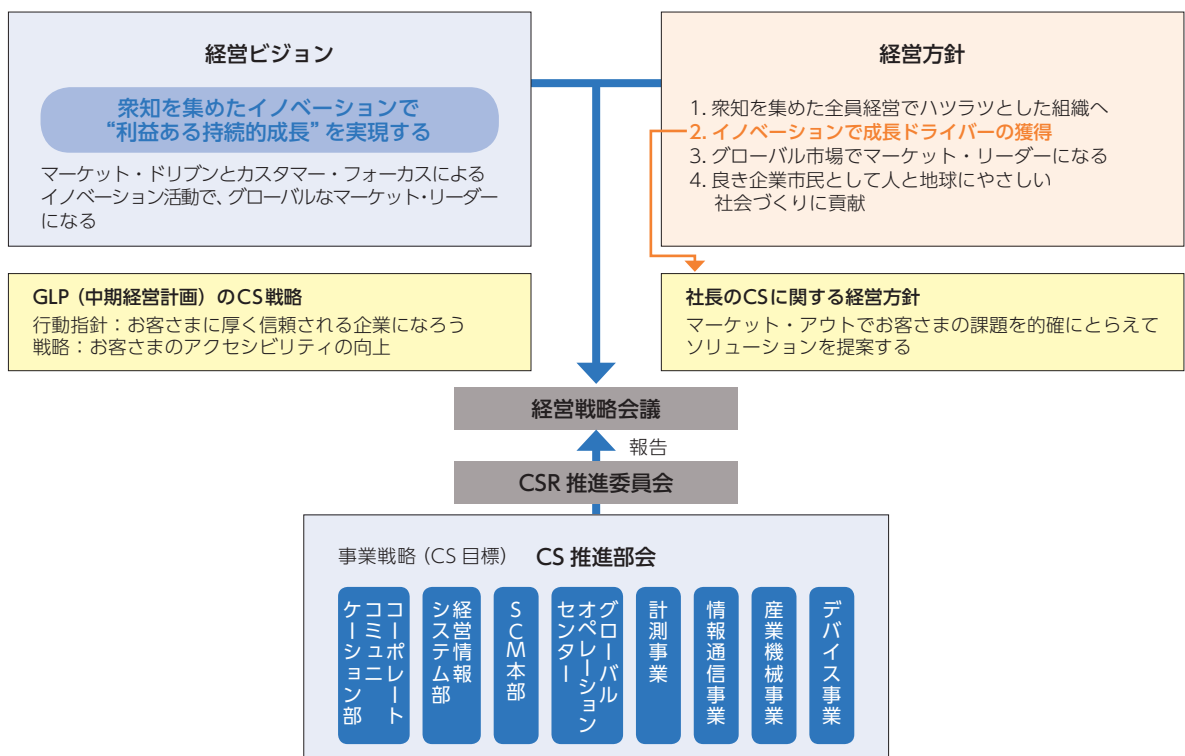 経営ビジョン
衆知を集めたイノベーションで
“利益ある持続的成長”を実現する
マーケット・ドリブンとカスタマー・フォーカスによる
イノベーション活動で、グローバルなマーケット・リーダー
になる
経営方針
1. 衆知を集めた全員経営でハツラツとした組織へ
2. イノベーションで成長ドライバーの獲得
3. グローバル市場でマーケット・リーダーになる
4. 良き企業市民として人と地球にやさしい
社会づくりに貢献
GLP（中期経営計画）のCS戦略
行動指針：お客さまに厚く信頼される企業になろう
戦略：お客さまのアクセシビリティの向上
社長のCSに関する経営方針
マーケット・アウトでお客さまの課題を的確にとらえて
ソリューションを提案する
経営戦略会議
報告
CSR 推進委員会
事業戦略（CS 目標） CS 推進部会
コーポレート
コミュニ
ケーション部
経営情報
システム部
SCM本部
グローバル
オペレーション
センター
計測事業
情報通信事業
産業機械事業
デバイス事業